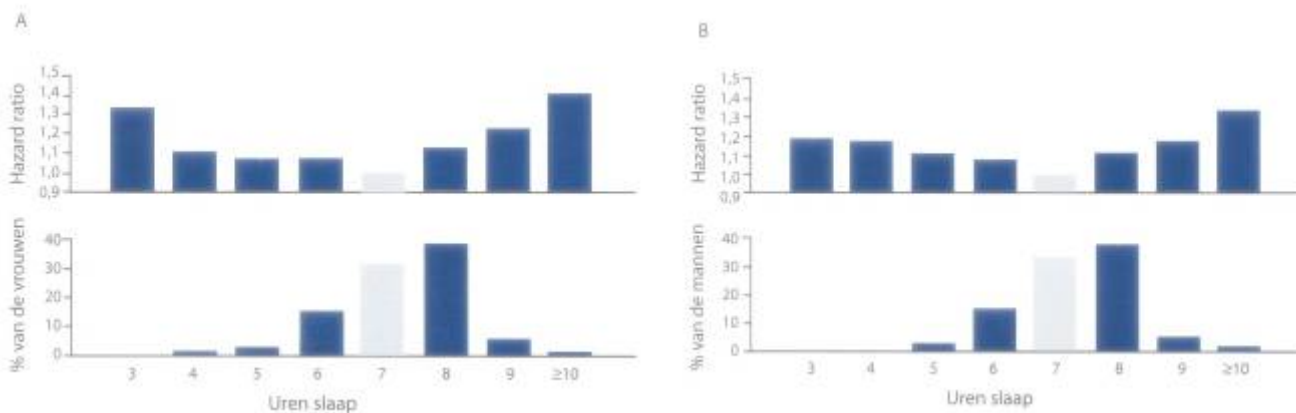 A
Hazard ratio
1,5
1,4
1,3
1,2
1,1
1,0
0,9
% van de vrouwen
40
30
20
10
0
3 4 5 6 7 8 9 ≥10
Uren slaap
B
Hazard ratio
1,5
1,4
1,3
1,2
1,1
1,0
0,9
% van de mannen
40
30
20
10
0
3 4 5 6 7 8 9 ≥10
Uren slaap